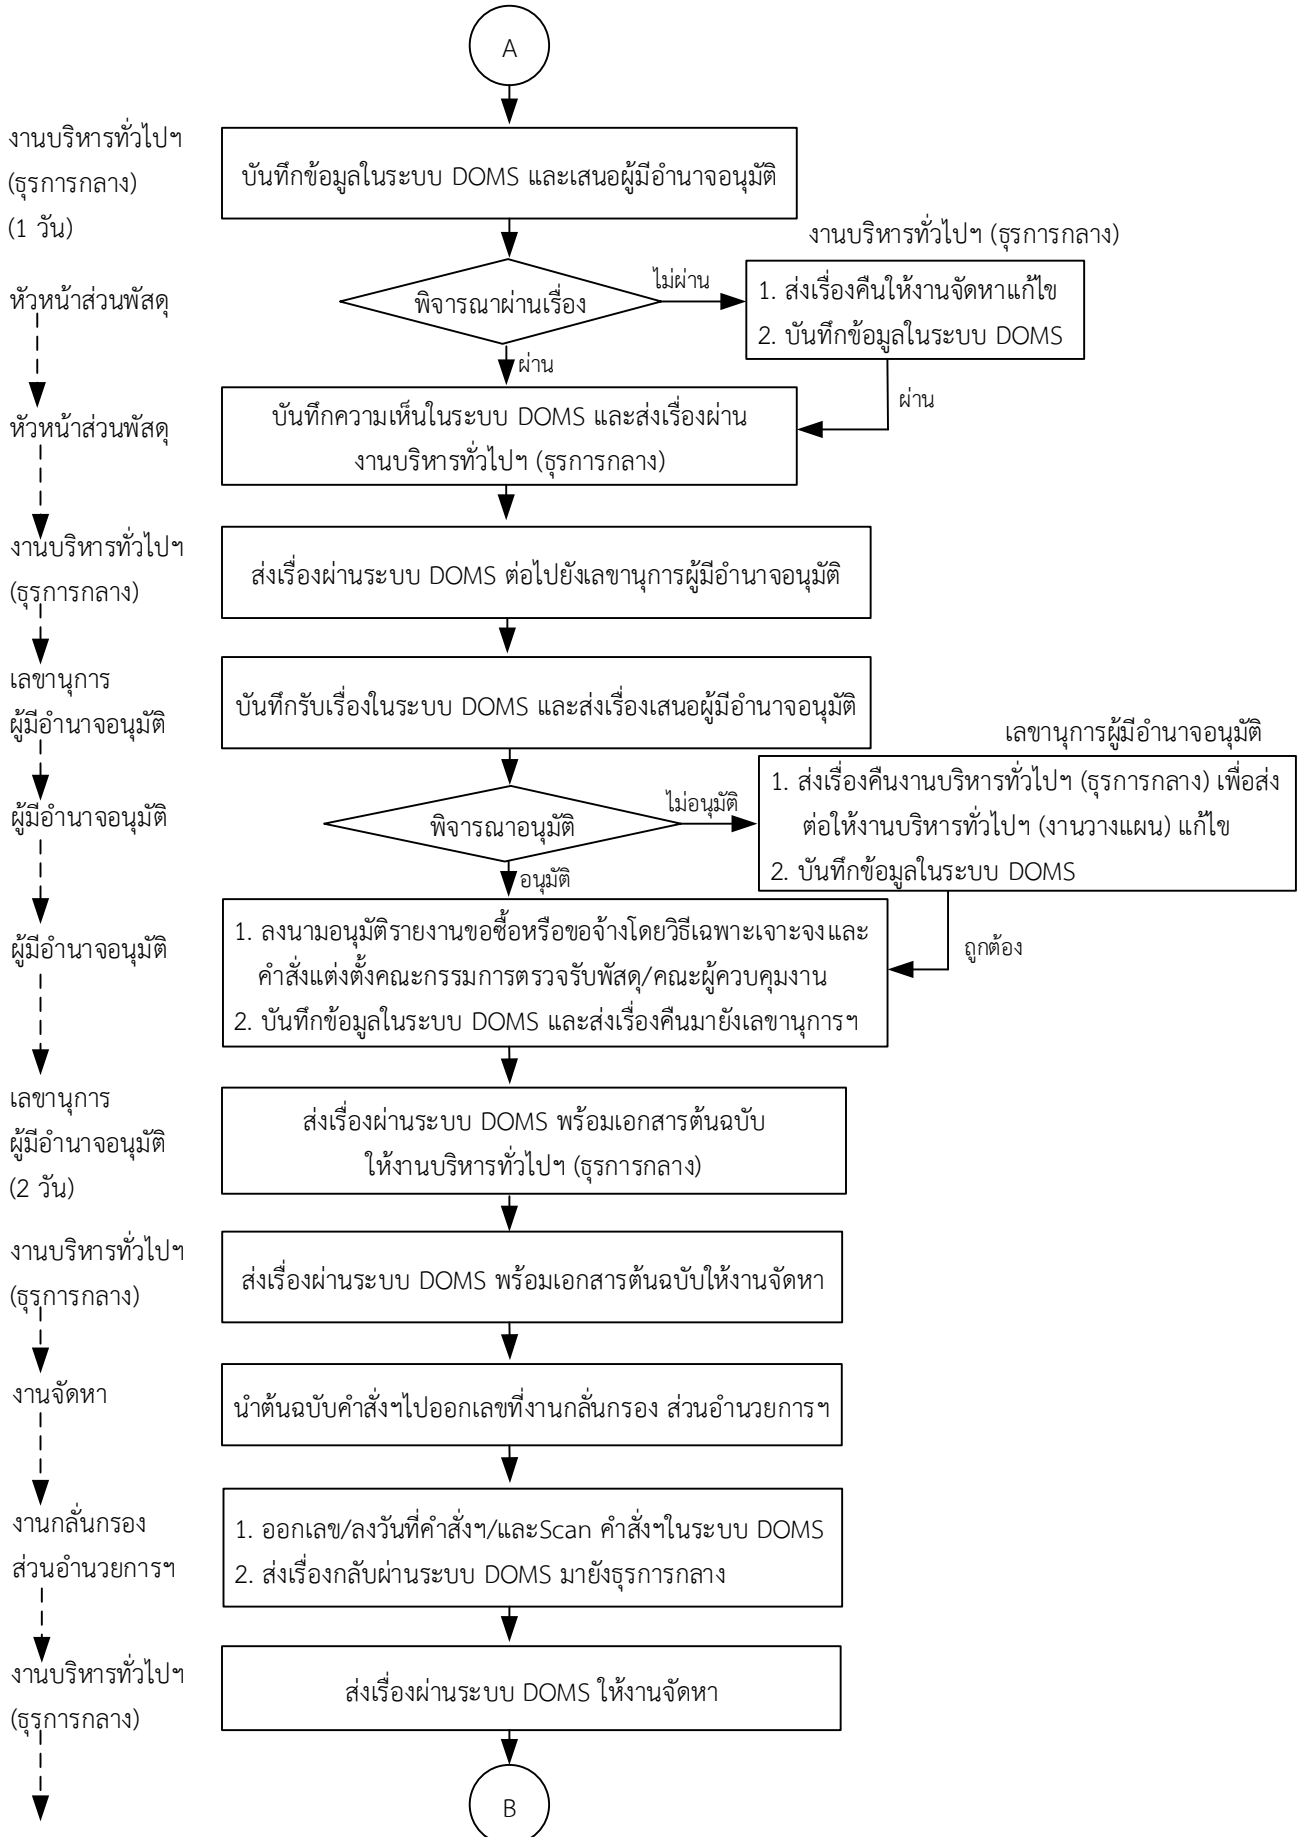 A
งานบริหารทั่วไปฯ
(ธุรการกลาง)
(1 วัน)
บันทึกข้อมูลในระบบ DOMS และเสนอผู้มีอำนาจอนุมัติ
งานบริหารทั่วไปฯ (ธุรการกลาง)
หัวหน้าส่วนพัสดุ
พิจารณาผ่านเรื่อง
ไม่ผ่าน
1. ส่งเรื่องคืนให้งานจัดหาแก้ไข
2. บันทึกข้อมูลในระบบ DOMS
ผ่าน
ผ่าน
หัวหน้าส่วนพัสดุ
บันทึกความเห็นในระบบ DOMS และส่งเรื่องผ่าน
งานบริหารทั่วไปฯ (ธุรการกลาง)
งานบริหารทั่วไปฯ
(ธุรการกลาง)
ส่งเรื่องผ่านระบบ DOMS ต่อไปยังเลขานุการผู้มีอำนาจอนุมัติ
เลขานุการ
ผู้มีอำนาจอนุมัติ
บันทึกรับเรื่องในระบบ DOMS และส่งเรื่องเสนอผู้มีอำนาจอนุมัติ
เลขานุการผู้มีอำนาจอนุมัติ
ผู้มีอำนาจอนุมัติ
พิจารณาอนุมัติ
ไม่อนุมัติ
1. ส่งเรื่องคืนงานบริหารทั่วไปฯ (ธุรการกลาง) เพื่อส่ง
ต่อให้งานบริหารทั่วไปฯ (งานวางแผน) แก้ไข
2. บันทึกข้อมูลในระบบ DOMS
อนุมัติ
ถูกต้อง
ผู้มีอำนาจอนุมัติ
1. ลงนามอนุมัติรายงานขอซื้อหรือขอจ้างโดยวิธีเฉพาะเจาะจงและ
คำสั่งแต่งตั้งคณะกรรมการตรวจรับพัสดุ/คณะผู้ควบคุมงาน
2. บันทึกข้อมูลในระบบ DOMS และส่งเรื่องคืนมายังเลขานุการฯ
เลขานุการ
ผู้มีอำนาจอนุมัติ
(2 วัน)
ส่งเรื่องผ่านระบบ DOMS พร้อมเอกสารต้นฉบับ
ให้งานบริหารทั่วไปฯ (ธุรการกลาง)
งานบริหารทั่วไปฯ
(ธุรการกลาง)
ส่งเรื่องผ่านระบบ DOMS พร้อมเอกสารต้นฉบับให้งานจัดหา
งานจัดหา
นำต้นฉบับคำสั่งฯไปออกเลขที่งานกลั่นกรอง ส่วนอำนวยการฯ
งานกลั่นกรอง
ส่วนอำนวยการฯ
1. ออกเลข/ลงวันที่คำสั่งฯ/และScan คำสั่งฯในระบบ DOMS
2. ส่งเรื่องกลับผ่านระบบ DOMS มายังธุรการกลาง
งานบริหารทั่วไปฯ
(ธุรการกลาง)
ส่งเรื่องผ่านระบบ DOMS ให้งานจัดหา
B